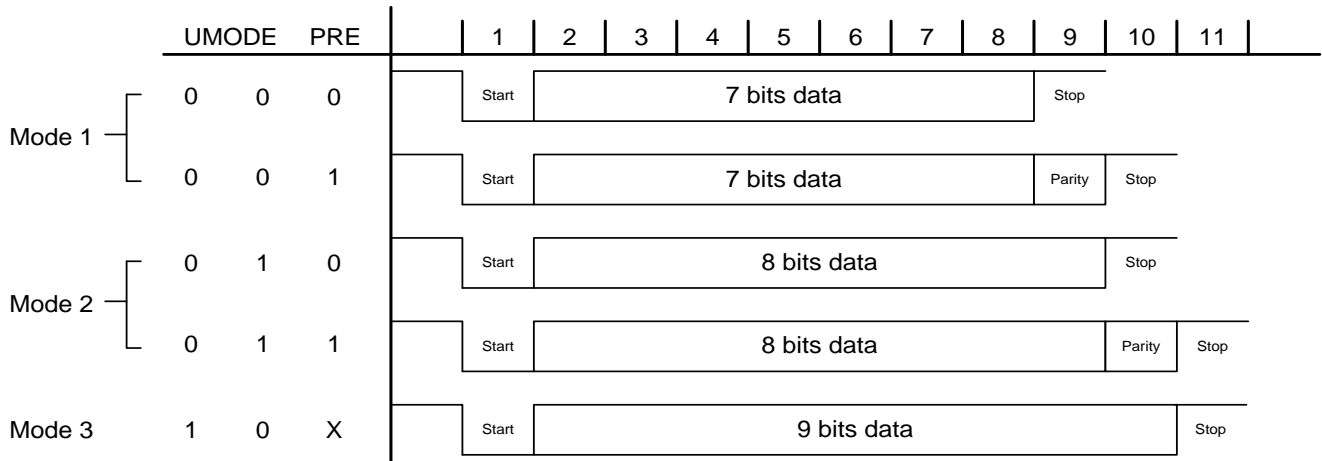 UMODE PRE 1 2 3 4 5 6 7 8 9 10 11
0 0 0 Start 7 bits data Stop
Mode 1
0 0 1 Start 7 bits data Parity Stop
0 1 0 Start 8 bits data Stop
Mode 2
0 1 1 Start 8 bits data Parity Stop
Mode 3 1 0 X Start 9 bits data Stop